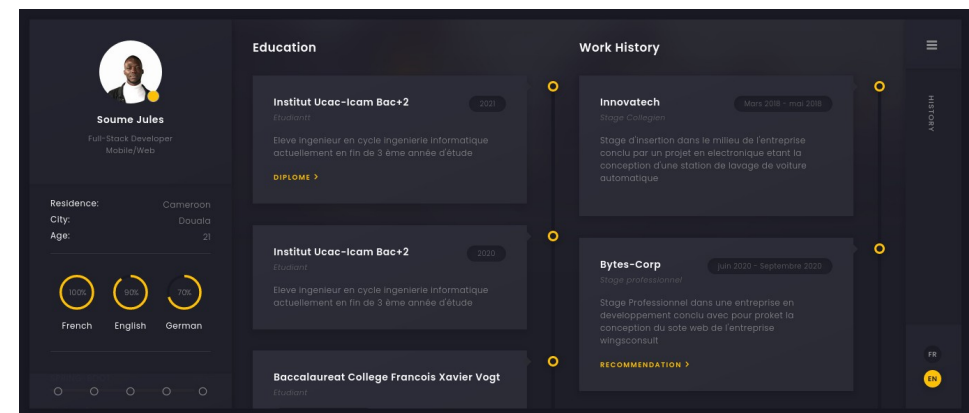 Soume Jules
Full-Stack Developer
Mobile/Web
Residence: Cameroon
City: Douala
Age: 21
100% 90% 70%
French English German
Education
Institut Ucac-Icam Bac+2 2021
Etudiantt
Eleve ingenieur en cycle ingenierie informatique
actuellement en fin de 3 éme année d'étude
DIPLOME >
Institut Ucac-Icam Bac+2 2020
Etudiant
Eleve ingenieur en cycle ingenierie informatique
actuellement en fin de 3 éme année d'étude
Baccalaureat College Francois Xavier Vogt
Etudiant
Work History
Innovatech Mars 2018 - mai 2018
Stage Collegien
Stage d'insertion dans le milieu de l'entreprise
conclu par un projet en electronique etant la
conception d'une station de lavage de voiture
automatique
Bytes-Corp juin 2020 - Septembre 2020
Stage professionnel
Stage Professionnel dans une entreprise en
developpement conclu avec pour proket la
conception du sote web de l'entreprise
wingsconsult
RECOMMENDATION >
HISTORY
FR
EN